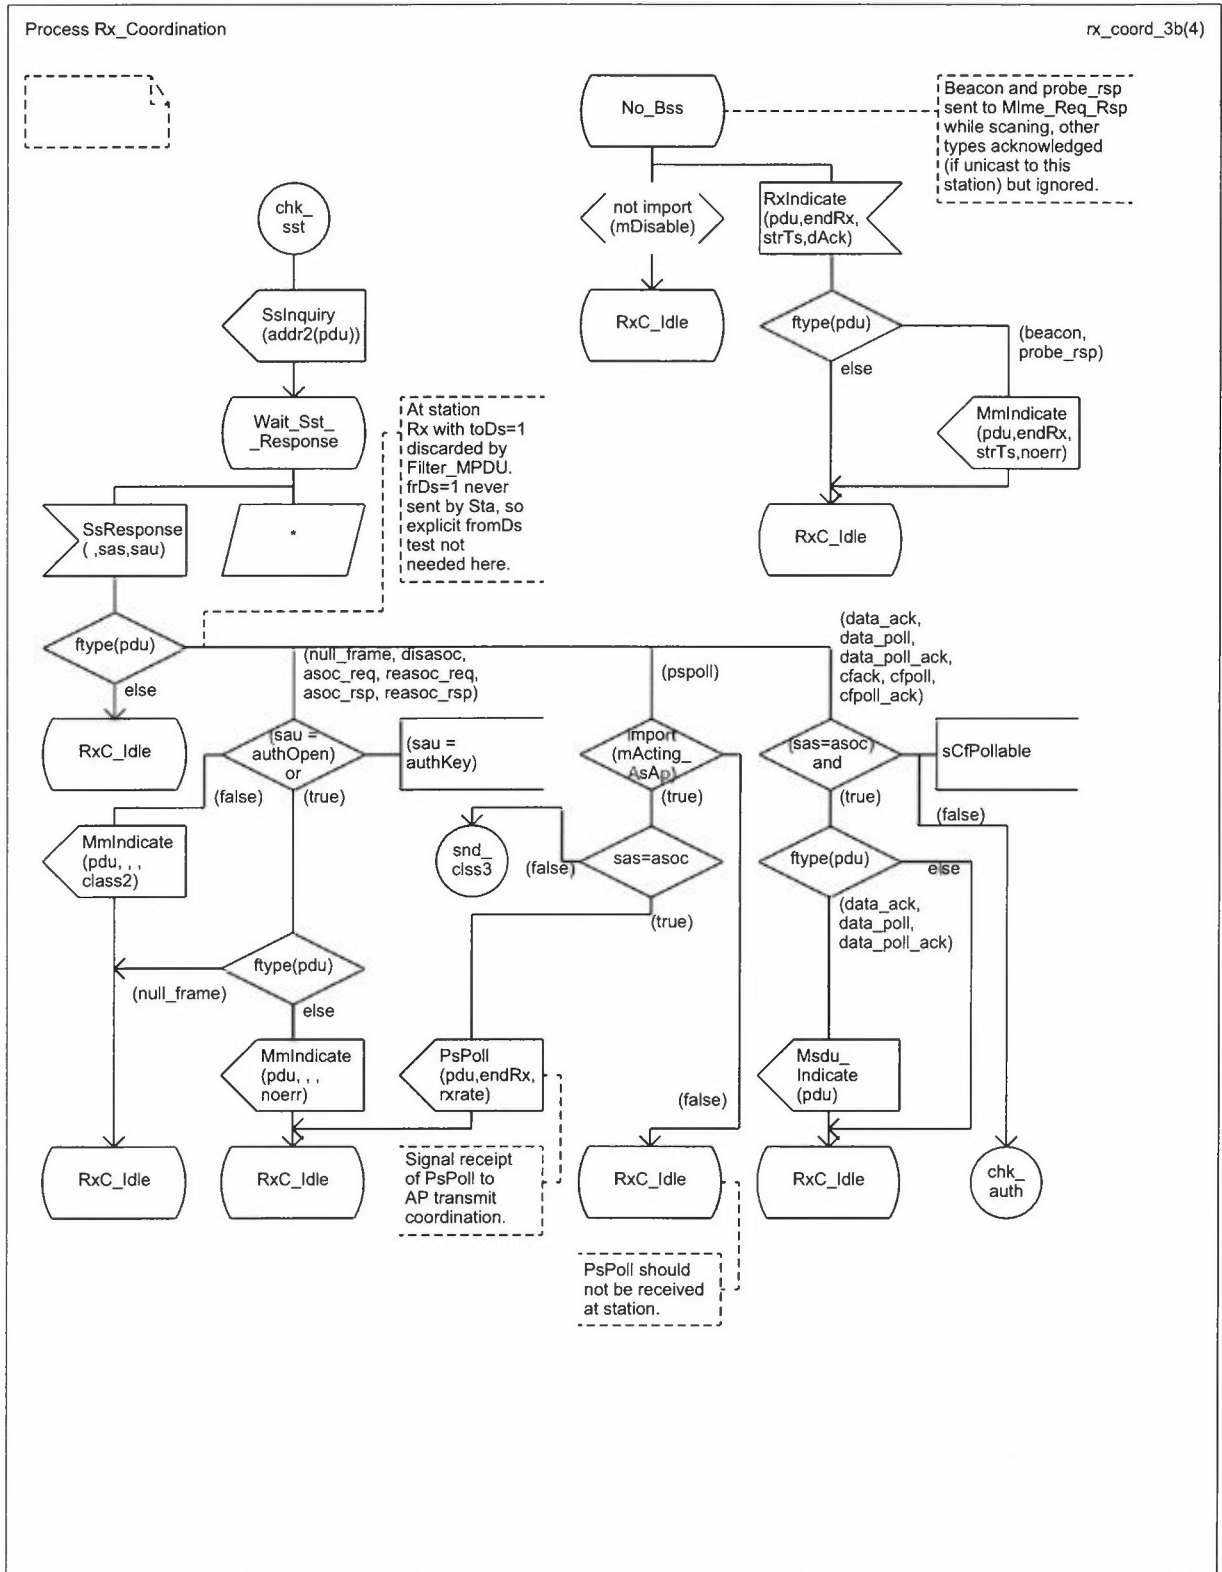 Process Rx_Coordination
rx_coord_3b(4)
No_Bss
Beacon and probe_rsp
sent to Mlme_Req_Rsp
while scaning, other
types acknowledged
(if unicast to this
station) but ignored.
chk_
sst
not import
(mDisable)
RxIndicate
(pdu,endRx,
strTs,dAck)
SsInquiry
(addr2(pdu))
RxC_Idle
ftype(pdu)
(beacon,
probe_rsp)
else
Wait_Sst_
_Response
At station
Rx with toDs=1
discarded by
Filter_MPDU.
frDs=1 never
sent by Sta, so
explicit fromDs
test not
needed here.
MmIndicate
(pdu,endRx,
strTs,noerr)
SsResponse
( ,sas,sau)
*
RxC_Idle
ftype(pdu)
else
(null_frame, disasoc,
asoc_req, reasoc_req,
asoc_rsp, reasoc_rsp)
(pspoll)
(data_ack,
data_poll,
data_poll_ack,
cfack, cfpoll,
cfpoll_ack)
RxC_Idle
(sau =
authOpen)
or
(sau =
authKey)
import
(mActing_
_AsAp)
(sas=asoc)
and
sCfPollable
(false)
(true)
(true)
(true)
(false)
MmIndicate
(pdu, , ,
class2)
snd_
clss3
(false)
sas=asoc
(true)
ftype(pdu)
else
(data_ack,
data_poll,
data_poll_ack)
ftype(pdu)
(null_frame)
else
MmIndicate
(pdu, , ,
noerr)
PsPoll
(pdu,endRx,
rxrate)
(false)
Msdu_
_Indicate
(pdu)
RxC_Idle
RxC_Idle
Signal receipt
of PsPoll to
AP transmit
coordination.
RxC_Idle
RxC_Idle
chk_
auth
PsPoll should
not be received
at station.